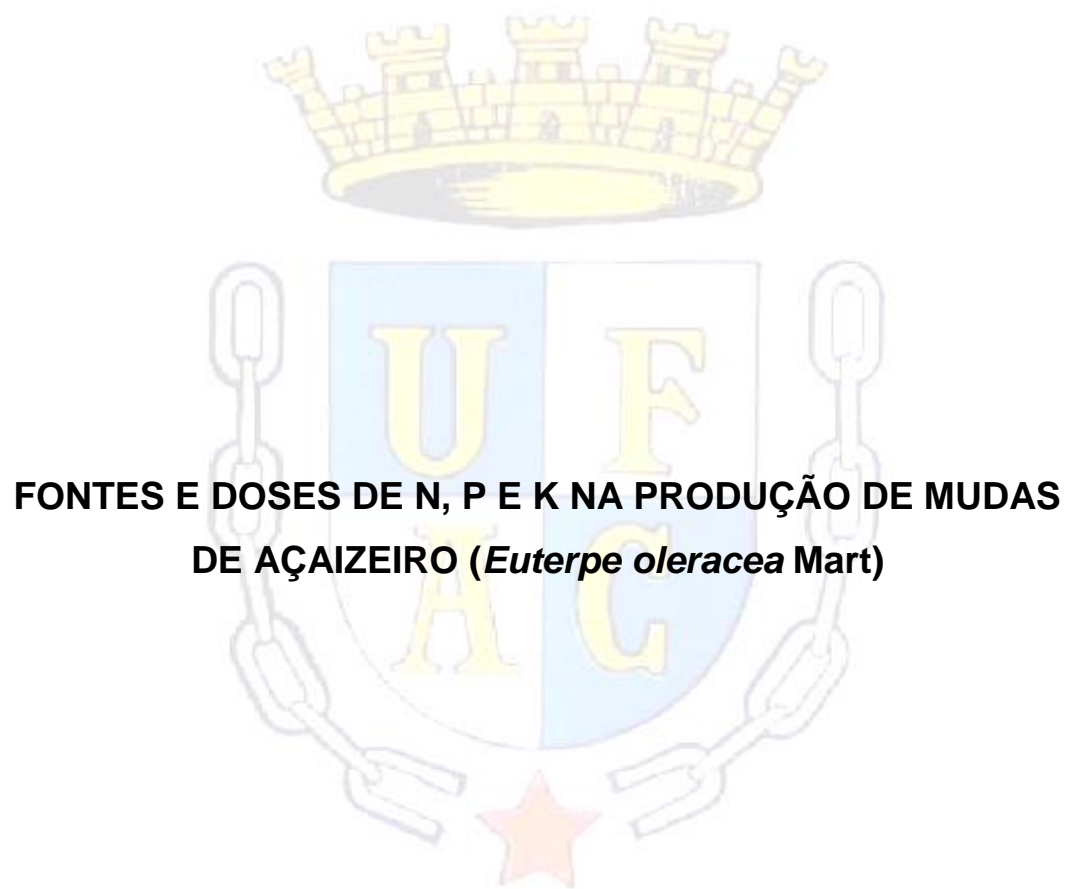 U F
FONTES E DOSES DE N, P E K NA PRODUÇÃO DE MUDAS
DE AÇAIZEIRO (Euterpe oleracea Mart)
A C